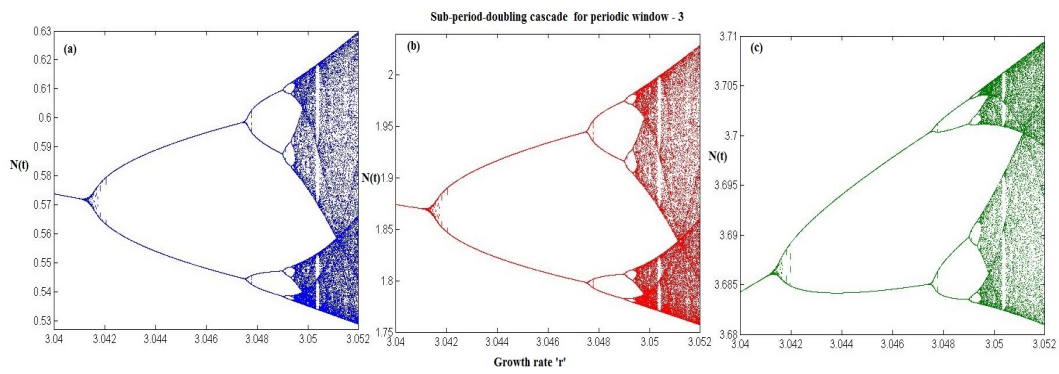 Sub-period-doubling cascade for periodic window - 3
(a)
N(t)
0.63
0.62
0.61
0.6
0.59
0.58
0.57
0.56
0.55
0.54
0.53
3.04 3.042 3.044 3.046 3.048 3.05 3.052
(b)
N(t)
2
1.95
1.9
1.85
1.8
1.75
3.04 3.042 3.044 3.046 3.048 3.05 3.052
(c)
N(t)
3.71
3.705
3.7
3.695
3.69
3.685
3.68
3.04 3.042 3.044 3.046 3.048 3.05 3.052
Growth rate 'r'